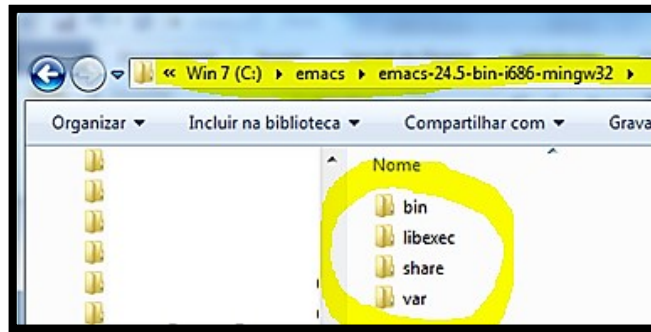 « Win 7 (C:) ▸ emacs ▸ emacs-24.5-bin-i686-mingw32 ▸
Organizar ▾ Incluir na biblioteca ▾ Compartilhar com ▾ Grava
Nome
bin
libexec
share
var